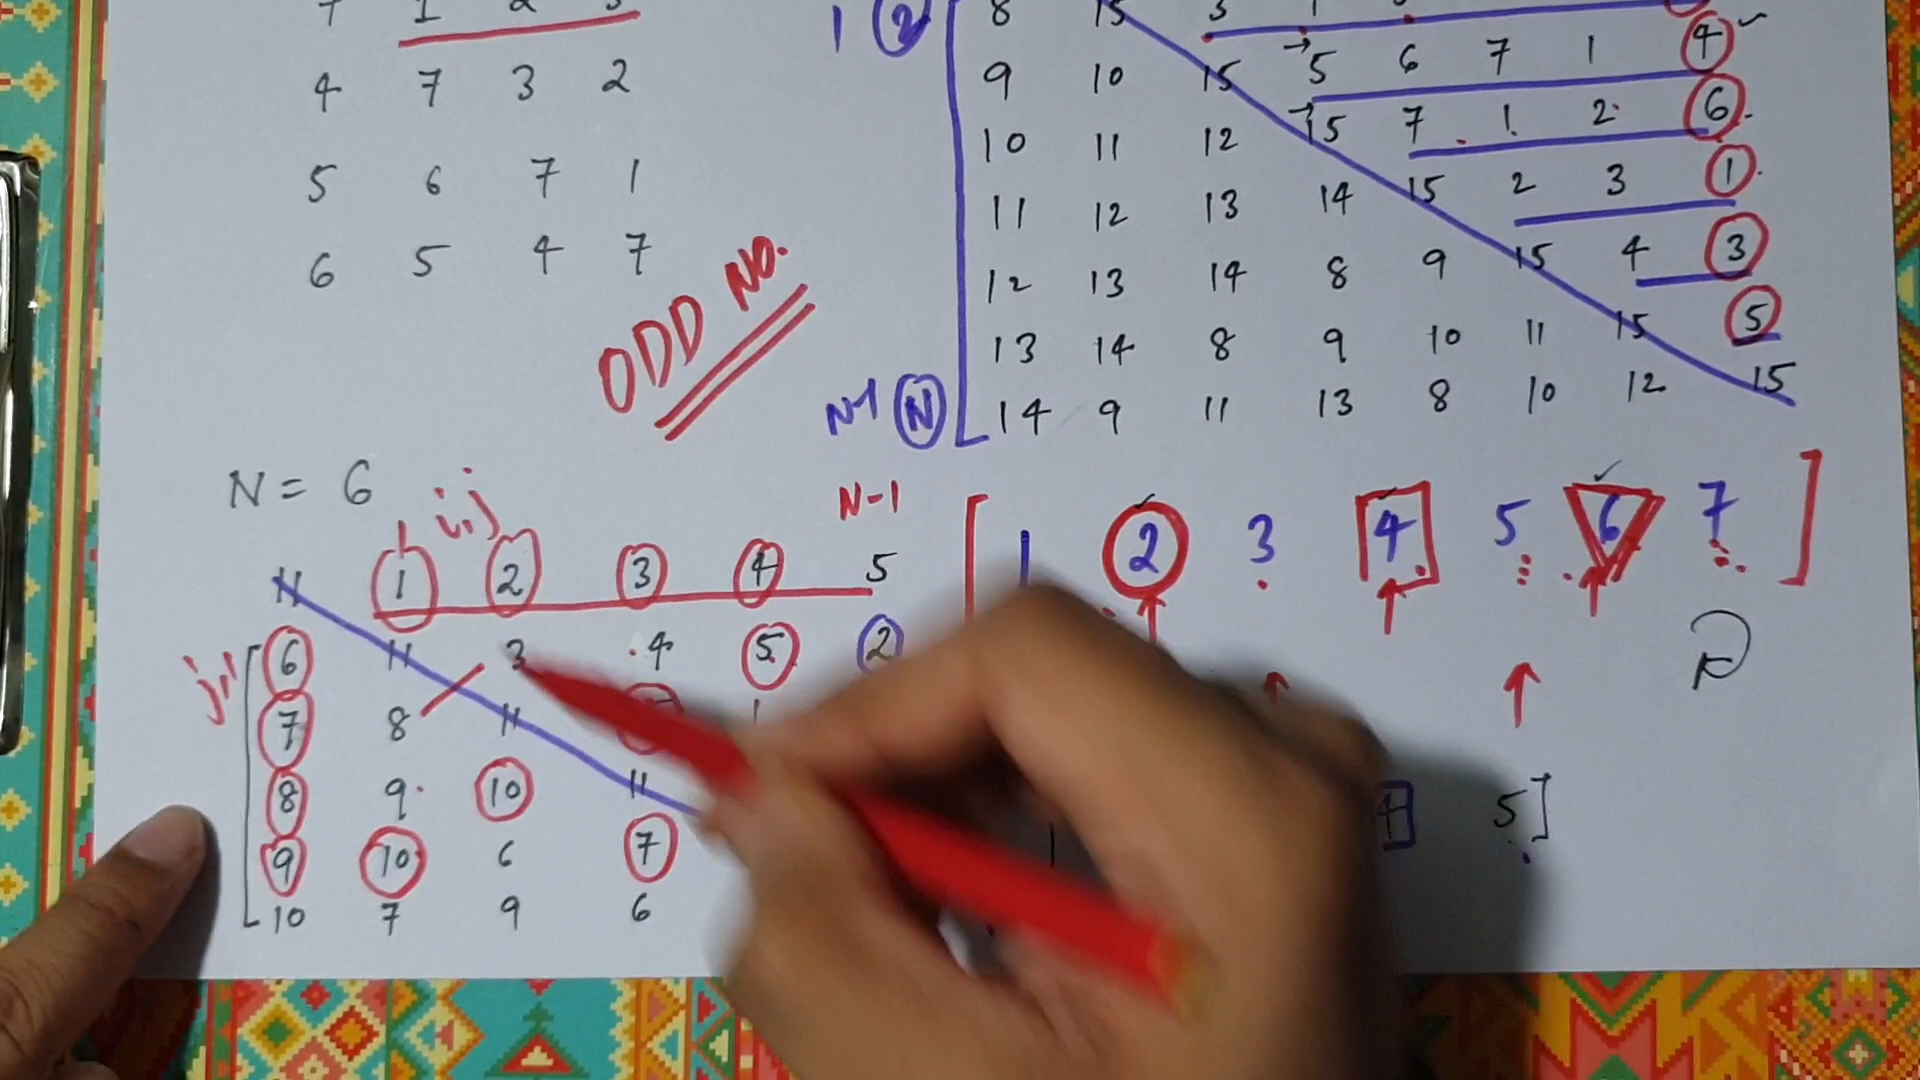 4 7 3 2
5 6 7 1
6 5 4 7
ODD NO.
1 2 8 15 3 1
9 10 15 5 6 7 1 4
10 11 12 15 7 1 2 6
11 12 13 14 15 2 3 1
12 13 14 8 9 15 4 3
13 14 8 9 10 11 15 5
N-1 N 14 9 11 13 8 10 12 15
N = 6
i,j
N-1
11 1 2 3 4 5
j,i
6 11 3 4 5 2
7 8 11
8 9 10 11
9 10 6 7
10 7 9 6
[1 2 3 4 5 6 7]
4 5]